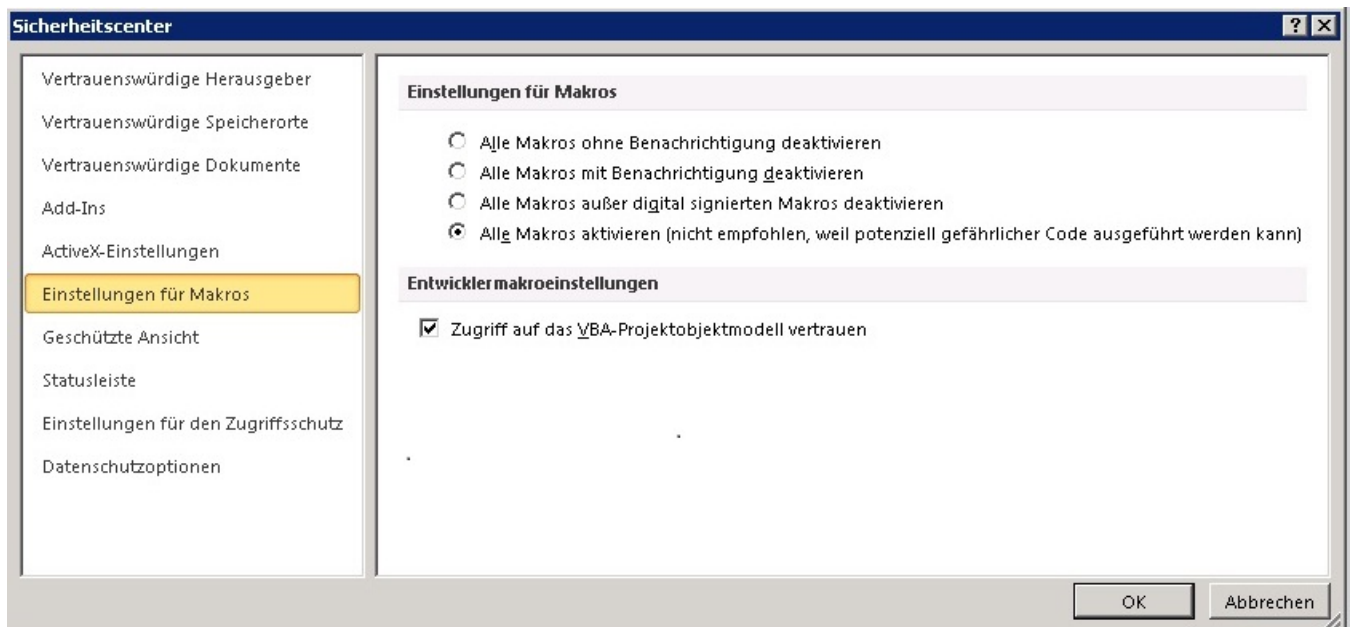 Sicherheitscenter
Vertrauenswürdige Herausgeber
Vertrauenswürdige Speicherorte
Vertrauenswürdige Dokumente
Add-Ins
ActiveX-Einstellungen
Einstellungen für Makros
Geschützte Ansicht
Statusleiste
Einstellungen für den Zugriffsschutz
Datenschutzoptionen
Einstellungen für Makros
Alle Makros ohne Benachrichtigung deaktivieren
Alle Makros mit Benachrichtigung deaktivieren
Alle Makros außer digital signierten Makros deaktivieren
Alle Makros aktivieren (nicht empfohlen, weil potenziell gefährlicher Code ausgeführt werden kann)
Entwicklermakroeinstellungen
Zugriff auf das VBA-Projektobjektmodell vertrauen
OK
Abbrechen